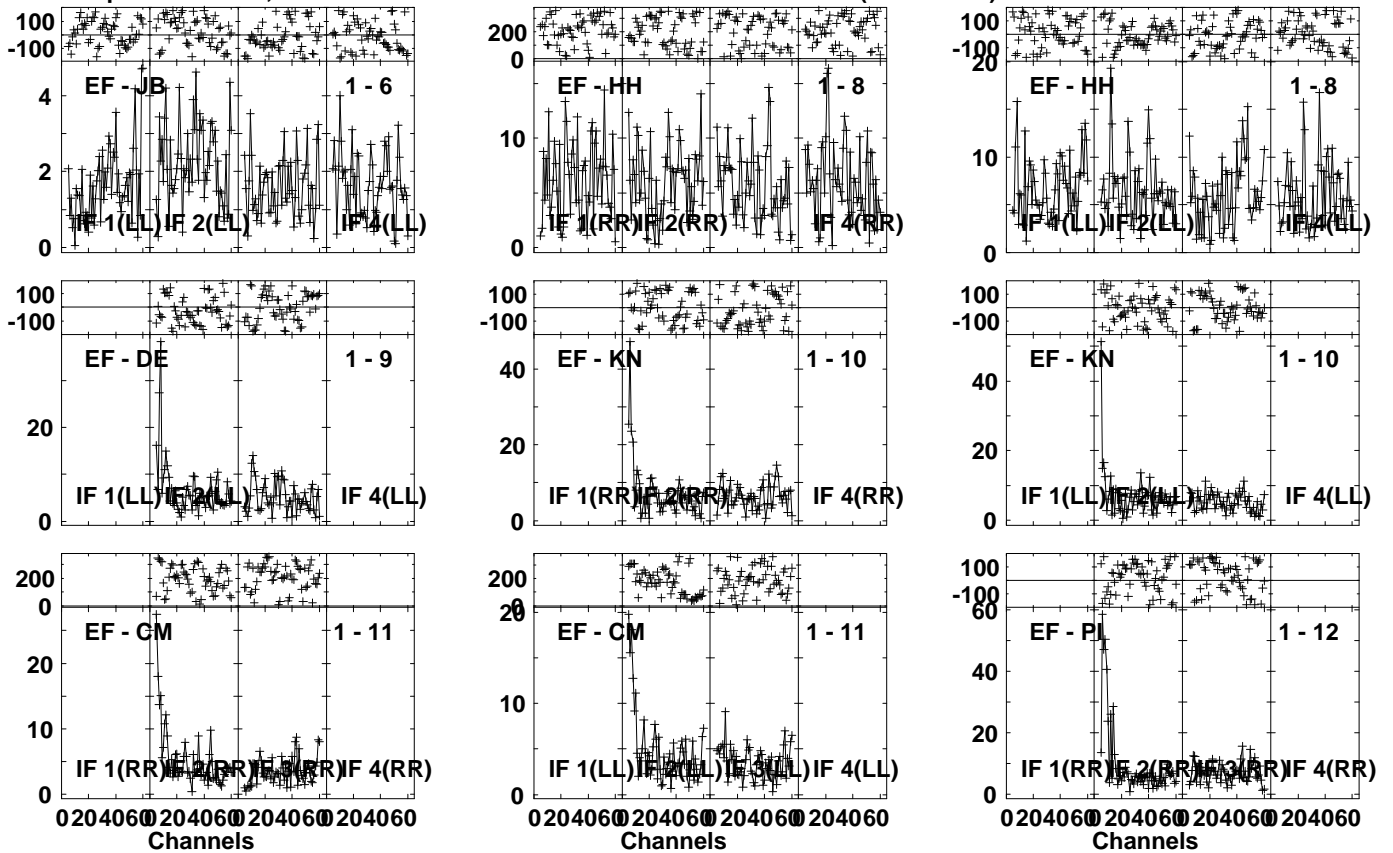 100 200 100
-100 0 -100
20
EF - JB 1 - 6 EF - HH 1 - 8 EF - HH 1 - 8
4 10 10
2
0 0 0
IF 1(LL) IF 2(LL) IF 4(LL) IF 1(RR) IF 2(RR) IF 4(RR) IF 1(LL) IF 2(LL) IF 4(LL)
100 100 100
-100 -100 -100
EF - DE 1 - 9 EF - KN 1 - 10 EF - KN 1 - 10
20 40 40
20 20
0 0 0
IF 1(LL) IF 2(LL) IF 4(LL) IF 1(RR) IF 2(RR) IF 4(RR) IF 1(LL) IF 2(LL) IF 4(LL)
200 200 100
0 0 -100
20 60
EF - CM 1 - 11 EF - CM 1 - 11 EF - PI 1 - 12
20 10 40
10 20
0 0 0
IF 1(RR) IF 2(RR) IF 3(RR) IF 4(RR) IF 1(LL) IF 2(LL) IF 3(LL) IF 4(LL) IF 1(RR) IF 2(RR) IF 3(RR) IF 4(RR)
0 20 40 60 0 20 40 60 0 20 40 60 0 20 40 60 0 20 40 60 0 20 40 60 0 20 40 60 0 20 40 60 0 20 40 60 0 20 40 60 0 20 40 60 0 20 40 60
Channels Channels Channels